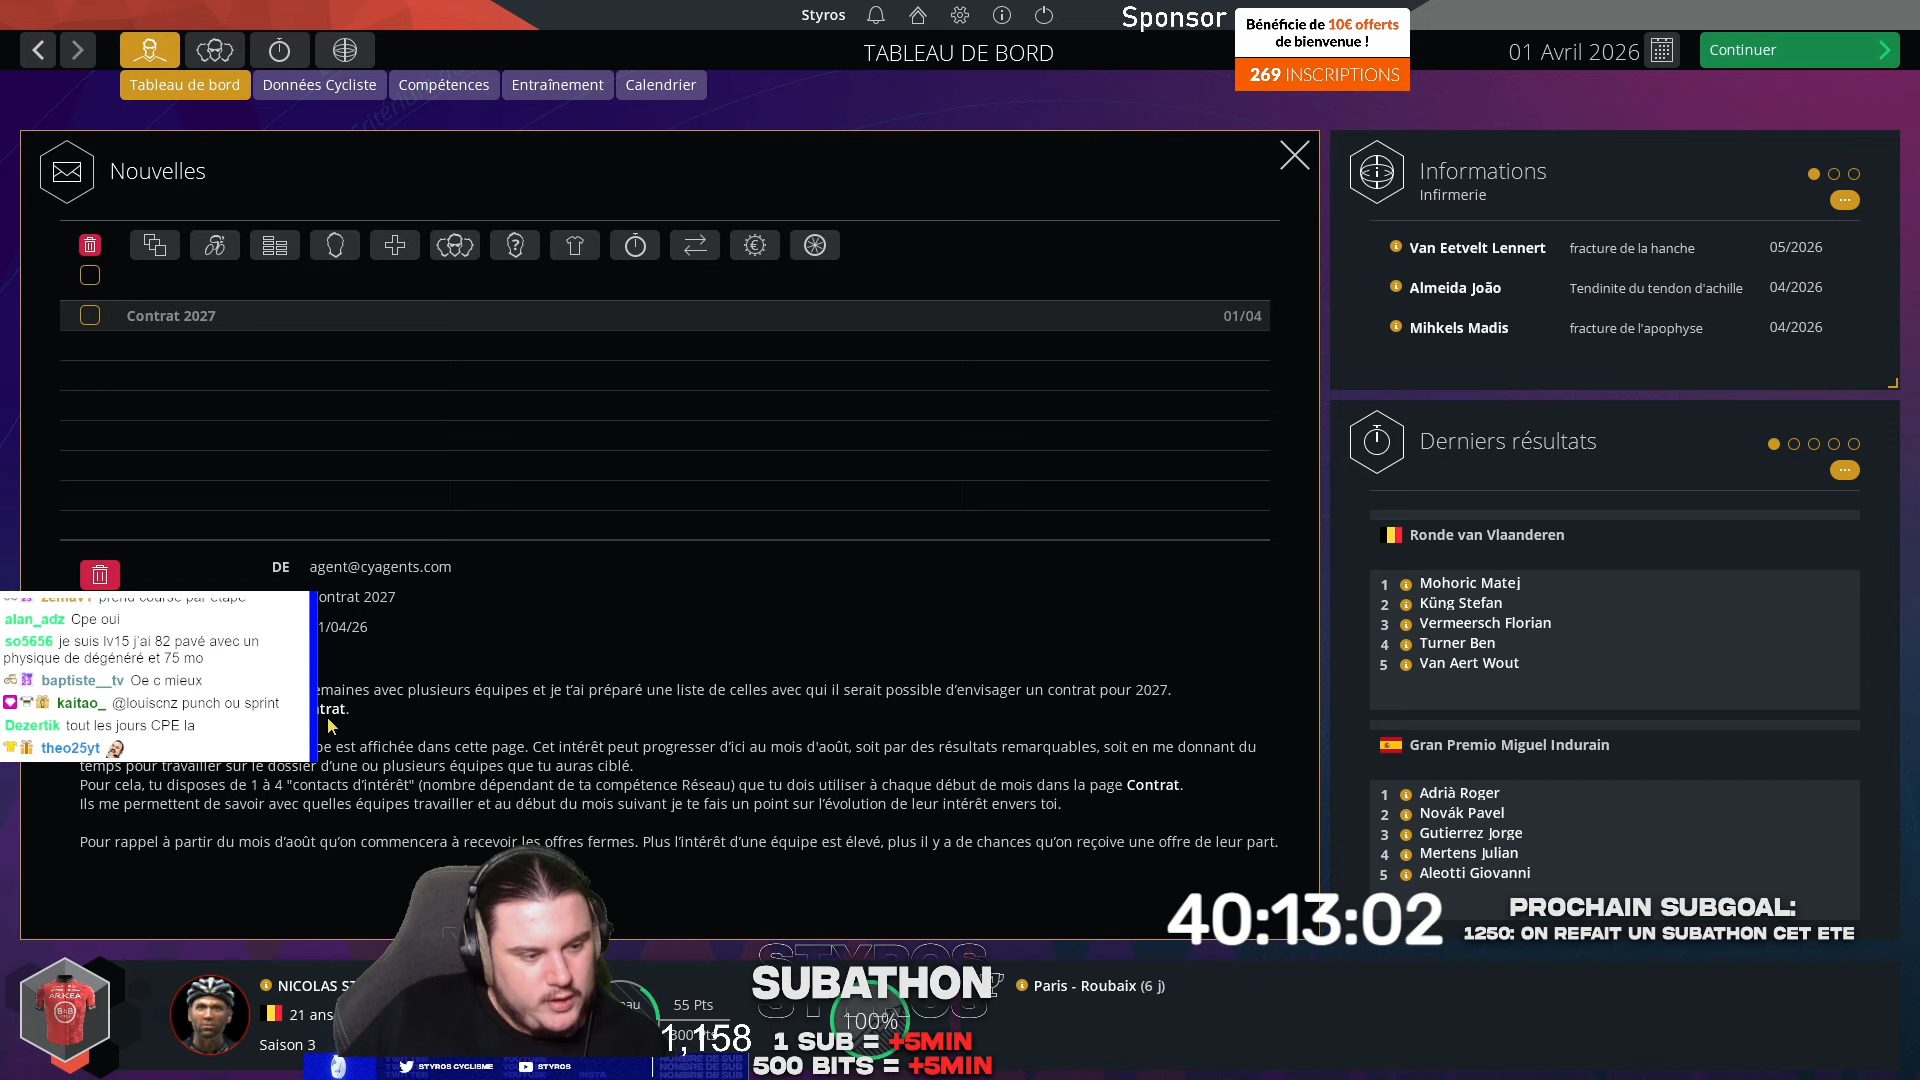 Styros
Sponsor
Bénéficie de 10€ offerts
de bienvenue !
269 INSCRIPTIONS
TABLEAU DE BORD
01 Avril 2026
Continuer
Tableau de bord
Données Cycliste
Compétences
Entraînement
Calendrier
Nouvelles
Contrat 2027
01/04
DE
agent@cyagents.com
ontrat 2027
1/04/26
emaines avec plusieurs équipes et je t'ai préparé une liste de celles avec qui il serait possible d'envisager un contrat pour 2027.
trat.
pe est affichée dans cette page. Cet intérêt peut progresser d'ici au mois d'août, soit par des résultats remarquables, soit en me donnant du
temps pour travailler sur le dossier d'une ou plusieurs équipes que tu auras ciblé.
Pour cela, tu disposes de 1 à 4 "contacts d'intérêt" (nombre dépendant de ta compétence Réseau) que tu dois utiliser à chaque début de mois dans la page Contrat.
Ils me permettent de savoir avec quelles équipes travailler et au début du mois suivant je te fais un point sur l'évolution de leur intérêt envers toi.
Pour rappel à partir du mois d'août qu'on commencera à recevoir les offres fermes. Plus l'intérêt d'une équipe est élevé, plus il y a de chances qu'on reçoive une offre de leur part.
prend course par etape
alan_adz Cpe oui
so5656 je suis lv15 j'ai 82 pavé avec un
physique de dégénéré et 75 mo
baptiste__tv Oe c mieux
kaitao_ @louiscnz punch ou sprint
Dezertik tout les jours CPE la
theo25yt
Informations
Infirmerie
Van Eetvelt Lennert fracture de la hanche 05/2026
Almeida João Tendinite du tendon d'achille 04/2026
Mihkels Madis fracture de l'apophyse 04/2026
Derniers résultats
Ronde van Vlaanderen
1 Mohoric Matej
2 Küng Stefan
3 Vermeersch Florian
4 Turner Ben
5 Van Aert Wout
Gran Premio Miguel Indurain
1 Adrià Roger
2 Novák Pavel
3 Gutierrez Jorge
4 Mertens Julian
5 Aleotti Giovanni
40:13:02
PROCHAIN SUBGOAL:
1250: ON REFAIT UN SUBATHON CET ETE
ARKEA
B&B
NICOLAS ST
21 ans
Saison 3
55 Pts
1,158
STYROS
SUBATHON
100%
1 SUB = +5MIN
500 BITS = +5MIN
Paris - Roubaix (6 j)
STYROS CYCLISME
STYROS